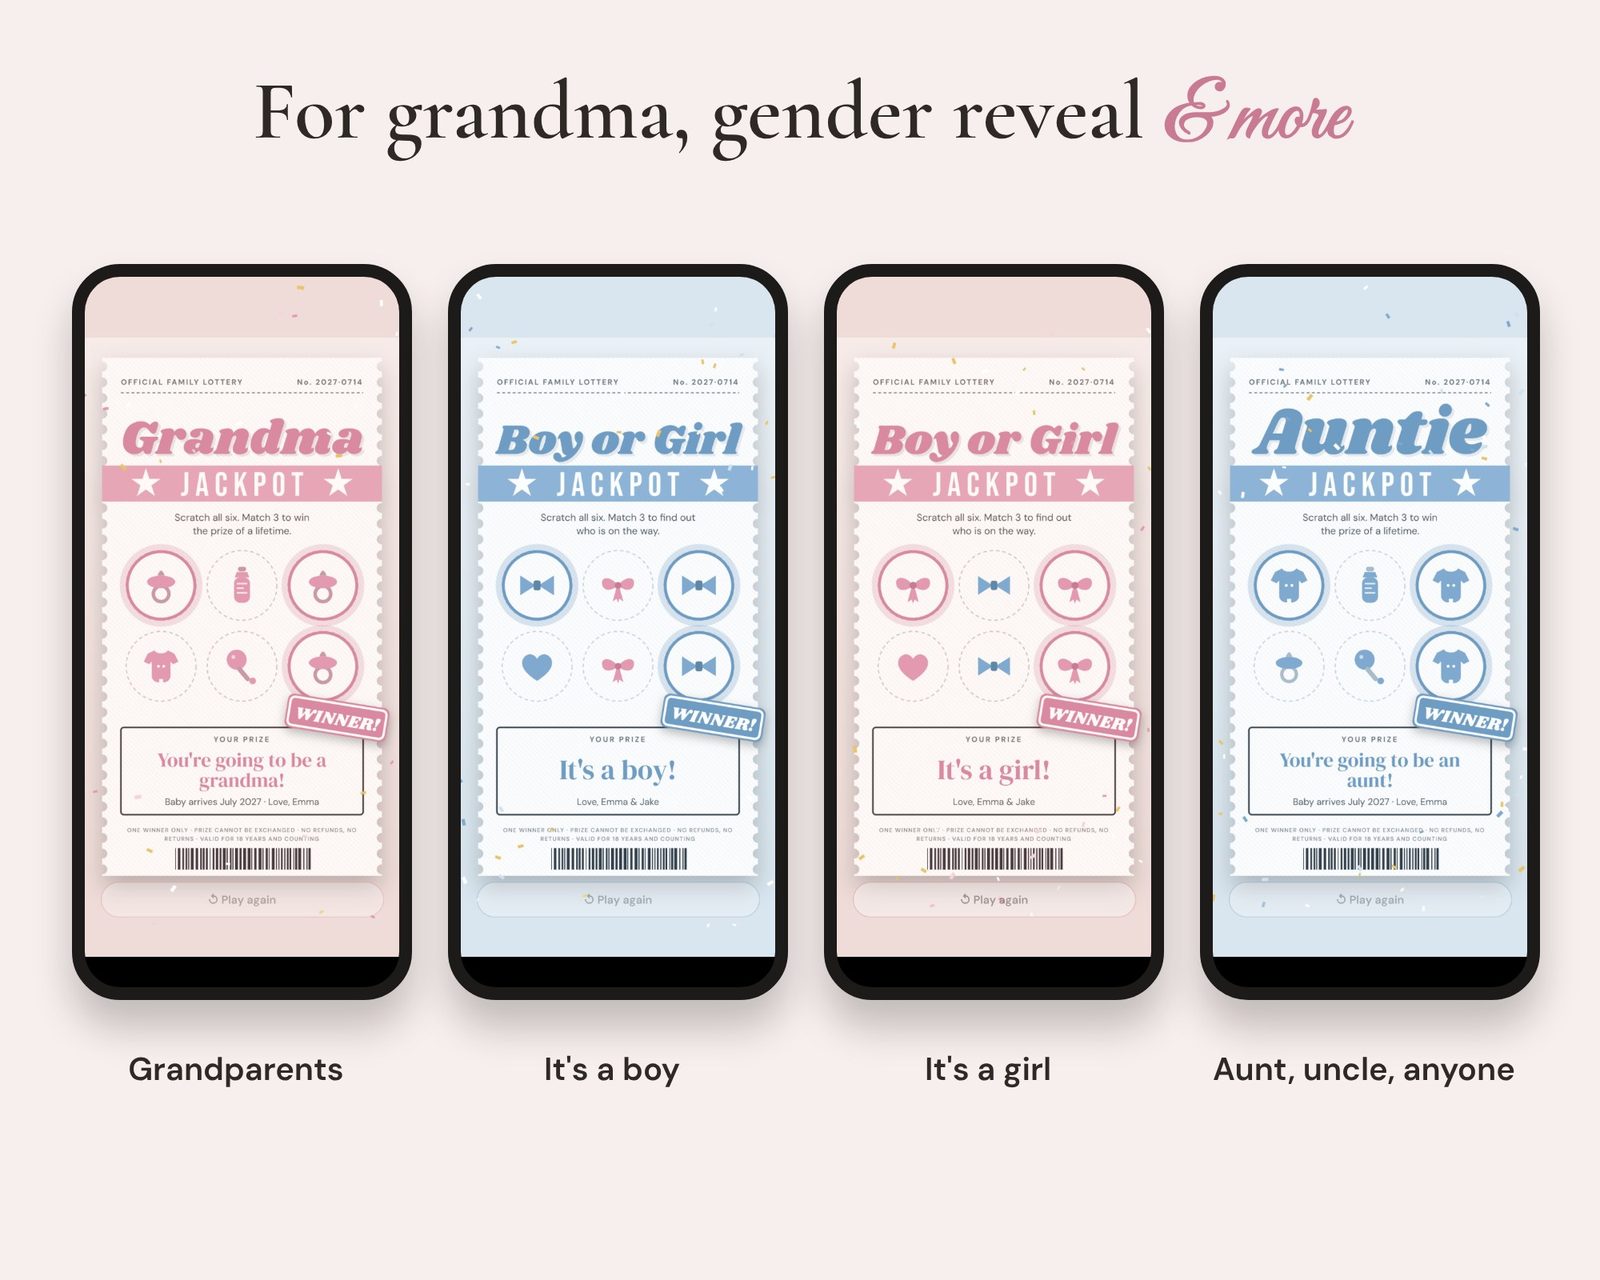 For grandma, gender reveal & more
OFFICIAL FAMILY LOTTERY No. 2027-0714
Grandma
★ JACKPOT ★
Scratch all six. Match 3 to win
the prize of a lifetime.
WINNER!
YOUR PRIZE
You're going to be a
grandma!
Baby arrives July 2027 · Love, Emma
ONE WINNER ONLY · PRIZE CANNOT BE EXCHANGED · NO REFUNDS, NO
RETURNS · VALID FOR 18 YEARS AND COUNTING
Play again
Grandparents
OFFICIAL FAMILY LOTTERY No. 2027-0714
Boy or Girl
★ JACKPOT ★
Scratch all six. Match 3 to find out
who is on the way.
WINNER!
YOUR PRIZE
It's a boy!
Love, Emma & Jake
ONE WINNER ONLY · PRIZE CANNOT BE EXCHANGED · NO REFUNDS, NO
RETURNS · VALID FOR 18 YEARS AND COUNTING
Play again
It's a boy
OFFICIAL FAMILY LOTTERY No. 2027-0714
Boy or Girl
★ JACKPOT ★
Scratch all six. Match 3 to find out
who is on the way.
WINNER!
YOUR PRIZE
It's a girl!
Love, Emma & Jake
ONE WINNER ONLY · PRIZE CANNOT BE EXCHANGED · NO REFUNDS, NO
RETURNS · VALID FOR 18 YEARS AND COUNTING
Play again
It's a girl
OFFICIAL FAMILY LOTTERY No. 2027-0714
Auntie
★ JACKPOT ★
Scratch all six. Match 3 to win
the prize of a lifetime.
WINNER!
YOUR PRIZE
You're going to be an
aunt!
Baby arrives July 2027 · Love, Emma
ONE WINNER ONLY · PRIZE CANNOT BE EXCHANGED · NO REFUNDS, NO
RETURNS · VALID FOR 18 YEARS AND COUNTING
Play again
Aunt, uncle, anyone